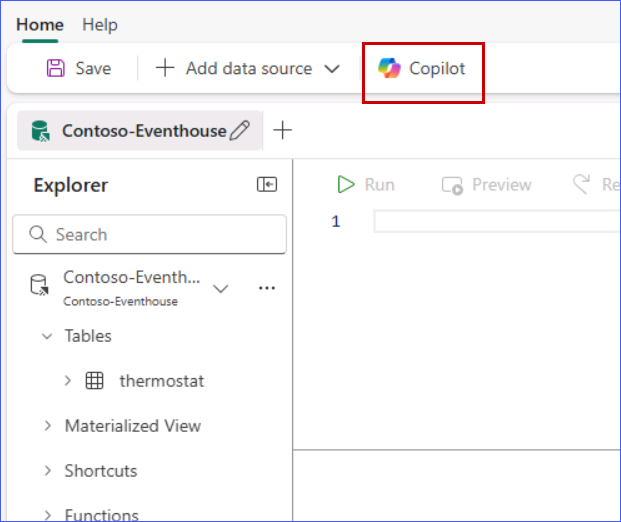 Home Help
Save Add data source Copilot
Contoso-Eventhouse
Explorer
Run Preview
Search
1
Contoso-Eventh...
Contoso-Eventhouse
Tables
thermostat
Materialized View
Shortcuts
Functions